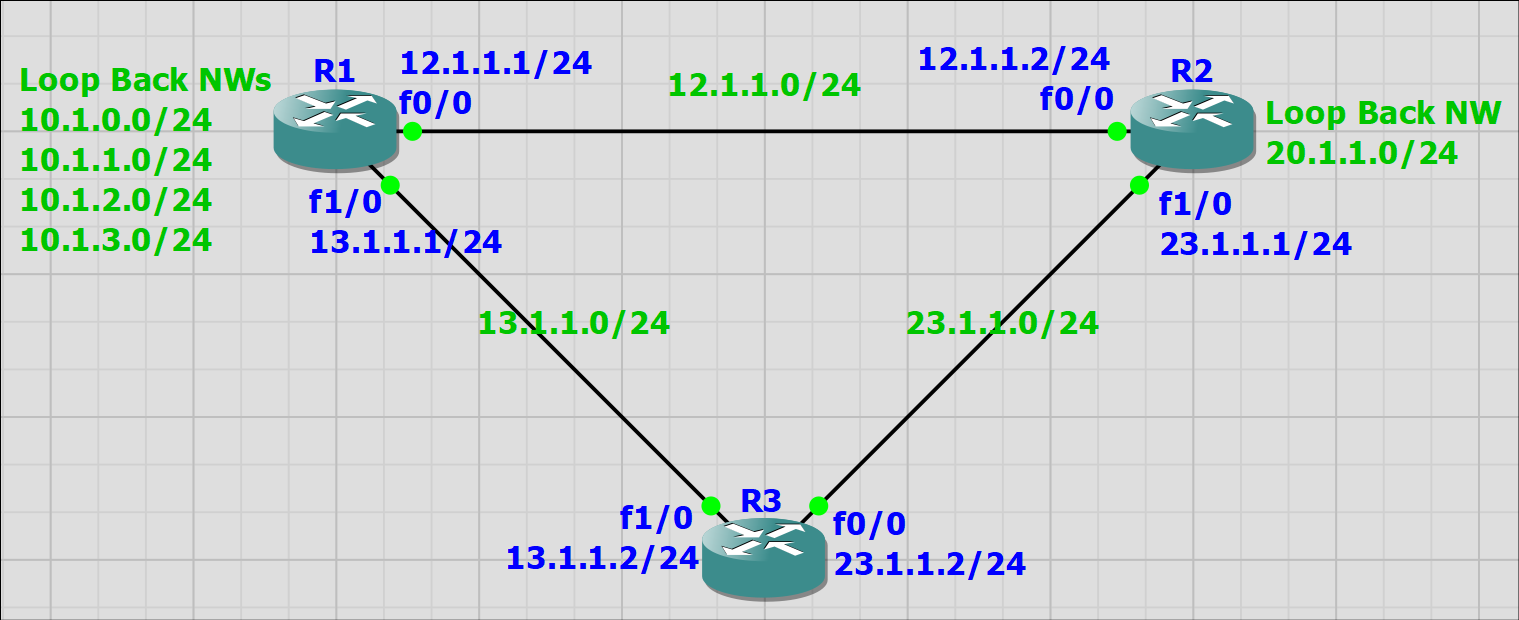 Loop Back NWs
10.1.0.0/24
10.1.1.0/24
10.1.2.0/24
10.1.3.0/24
R1
12.1.1.1/24
f0/0
f1/0
13.1.1.1/24
12.1.1.0/24
12.1.1.2/24
f0/0
R2
Loop Back NW
20.1.1.0/24
f1/0
23.1.1.1/24
13.1.1.0/24
23.1.1.0/24
R3
f1/0
13.1.1.2/24
f0/0
23.1.1.2/24